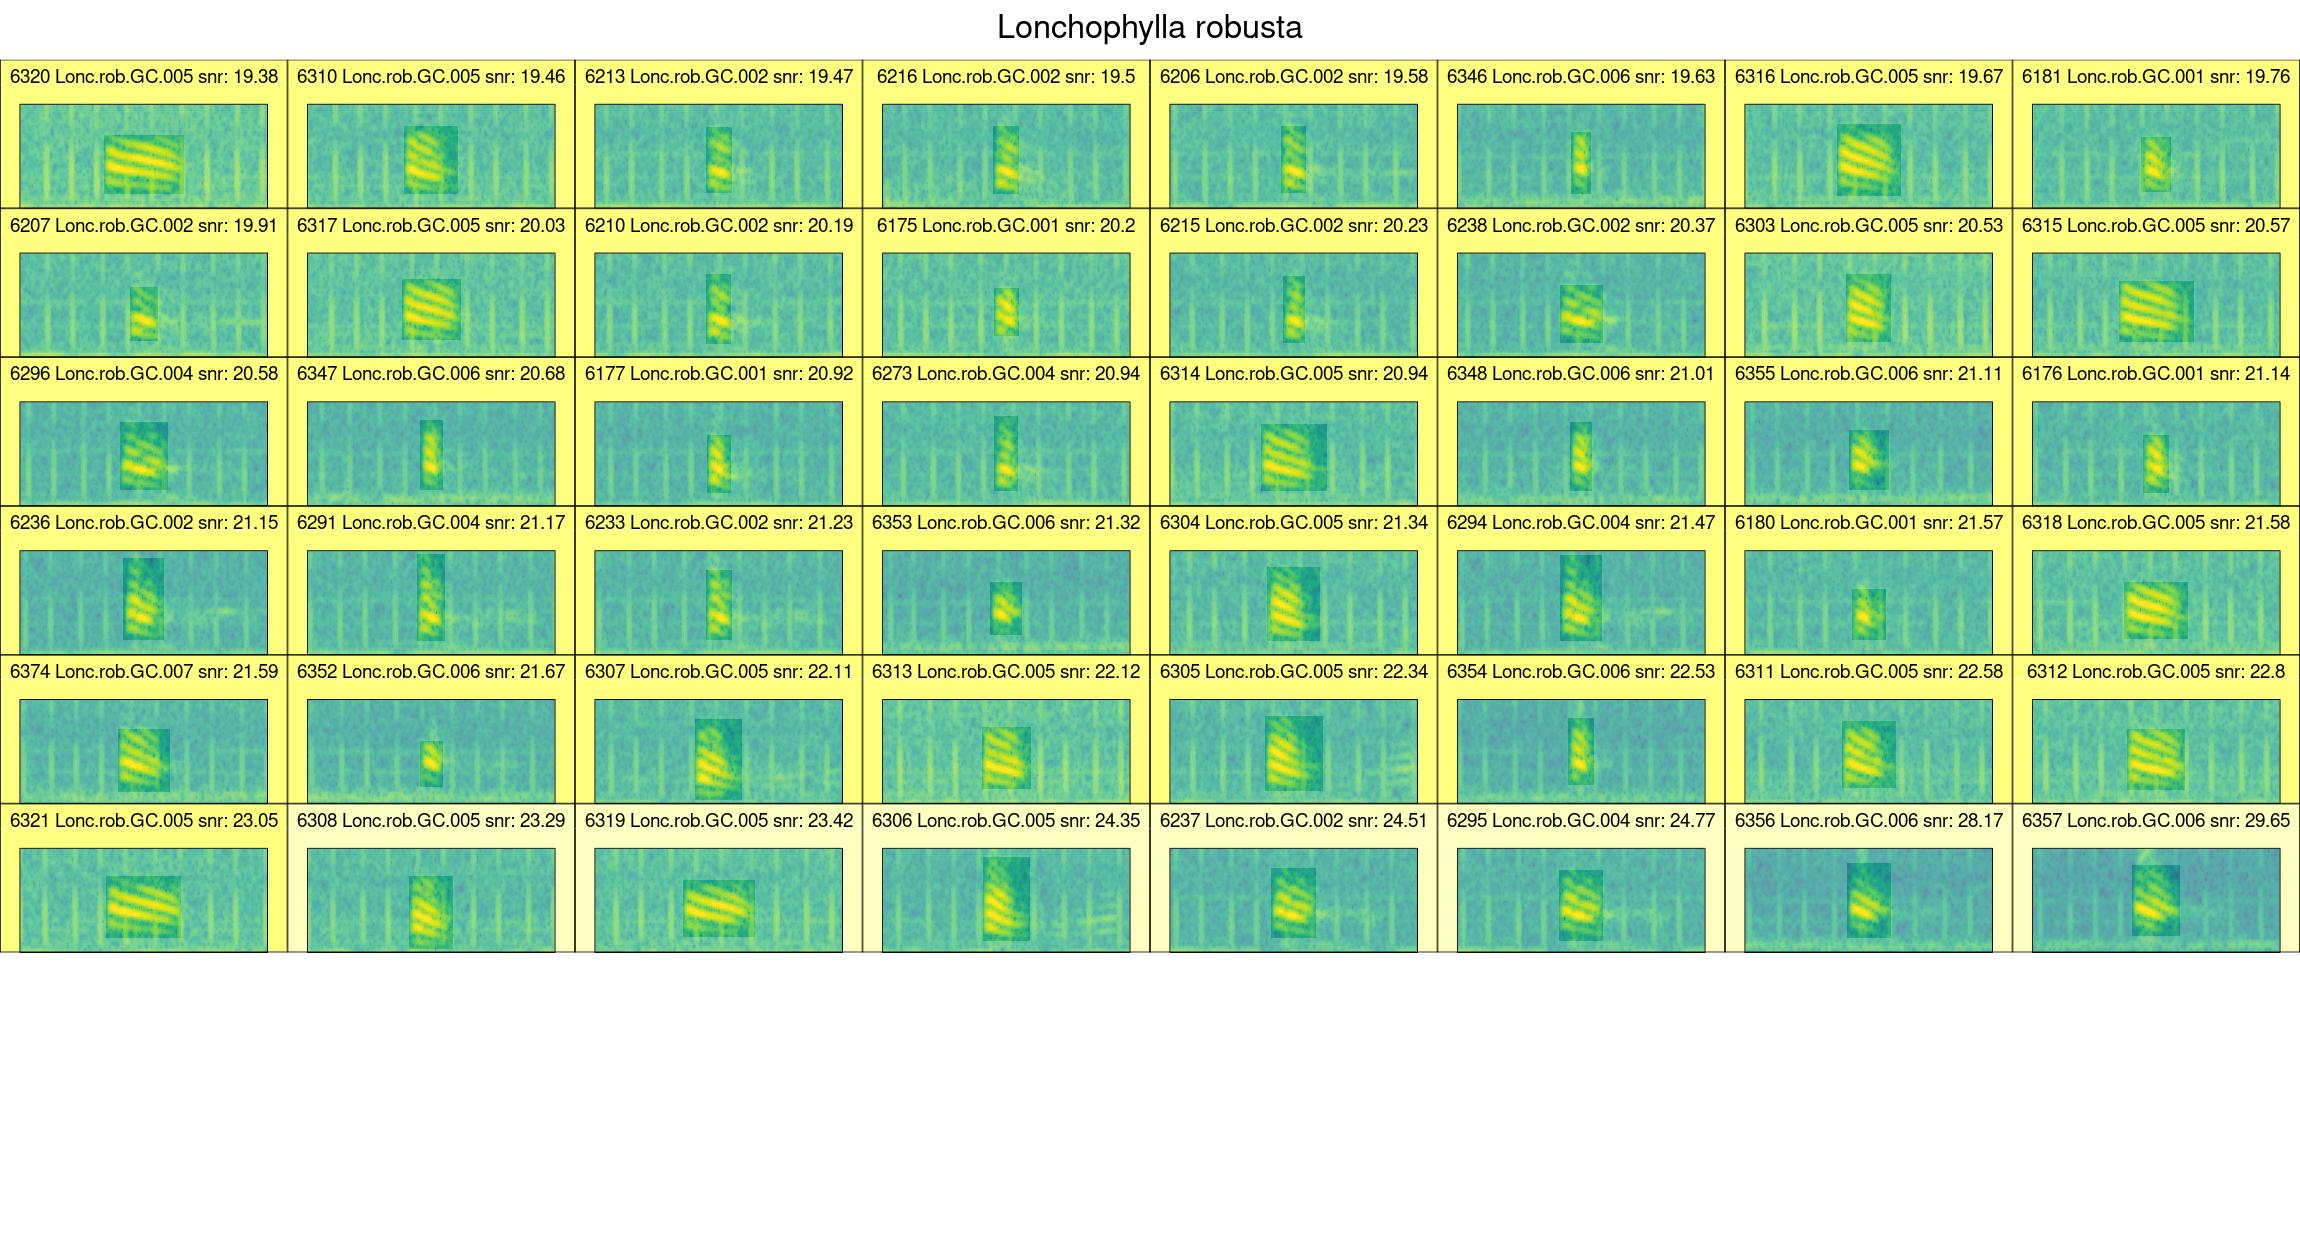 Lonchophylla robusta
6320 Lonc.rob.GC.005 snr: 19.38
6310 Lonc.rob.GC.005 snr: 19.46
6213 Lonc.rob.GC.002 snr: 19.47
6216 Lonc.rob.GC.002 snr: 19.5
6206 Lonc.rob.GC.002 snr: 19.58
6346 Lonc.rob.GC.006 snr: 19.63
6316 Lonc.rob.GC.005 snr: 19.67
6181 Lonc.rob.GC.001 snr: 19.76
6207 Lonc.rob.GC.002 snr: 19.91
6317 Lonc.rob.GC.005 snr: 20.03
6210 Lonc.rob.GC.002 snr: 20.19
6175 Lonc.rob.GC.001 snr: 20.2
6215 Lonc.rob.GC.002 snr: 20.23
6238 Lonc.rob.GC.002 snr: 20.37
6303 Lonc.rob.GC.005 snr: 20.53
6315 Lonc.rob.GC.005 snr: 20.57
6296 Lonc.rob.GC.004 snr: 20.58
6347 Lonc.rob.GC.006 snr: 20.68
6177 Lonc.rob.GC.001 snr: 20.92
6273 Lonc.rob.GC.004 snr: 20.94
6314 Lonc.rob.GC.005 snr: 20.94
6348 Lonc.rob.GC.006 snr: 21.01
6355 Lonc.rob.GC.006 snr: 21.11
6176 Lonc.rob.GC.001 snr: 21.14
6236 Lonc.rob.GC.002 snr: 21.15
6291 Lonc.rob.GC.004 snr: 21.17
6233 Lonc.rob.GC.002 snr: 21.23
6353 Lonc.rob.GC.006 snr: 21.32
6304 Lonc.rob.GC.005 snr: 21.34
6294 Lonc.rob.GC.004 snr: 21.47
6180 Lonc.rob.GC.001 snr: 21.57
6318 Lonc.rob.GC.005 snr: 21.58
6374 Lonc.rob.GC.007 snr: 21.59
6352 Lonc.rob.GC.006 snr: 21.67
6307 Lonc.rob.GC.005 snr: 22.11
6313 Lonc.rob.GC.005 snr: 22.12
6305 Lonc.rob.GC.005 snr: 22.34
6354 Lonc.rob.GC.006 snr: 22.53
6311 Lonc.rob.GC.005 snr: 22.58
6312 Lonc.rob.GC.005 snr: 22.8
6321 Lonc.rob.GC.005 snr: 23.05
6308 Lonc.rob.GC.005 snr: 23.29
6319 Lonc.rob.GC.005 snr: 23.42
6306 Lonc.rob.GC.005 snr: 24.35
6237 Lonc.rob.GC.002 snr: 24.51
6295 Lonc.rob.GC.004 snr: 24.77
6356 Lonc.rob.GC.006 snr: 28.17
6357 Lonc.rob.GC.006 snr: 29.65